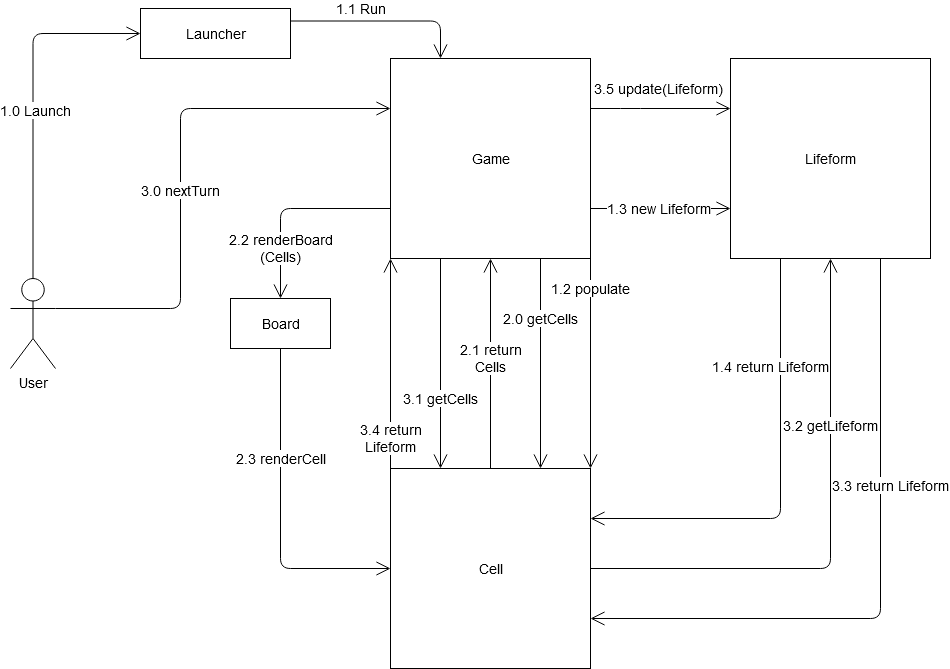 1.1 Run
Launcher
3.5 update(Lifeform)
1.0 Launch
Game
Lifeform
3.0 nextTurn
1.3 new Lifeform
2.2 renderBoard
(Cells)
1.2 populate
2.0 getCells
Board
2.1 return
Cells
1.4 return Lifeform
User
3.1 getCells
3.2 getLifeform
3.4 return
Lifeform
2.3 renderCell
3.3 return Lifeform
Cell